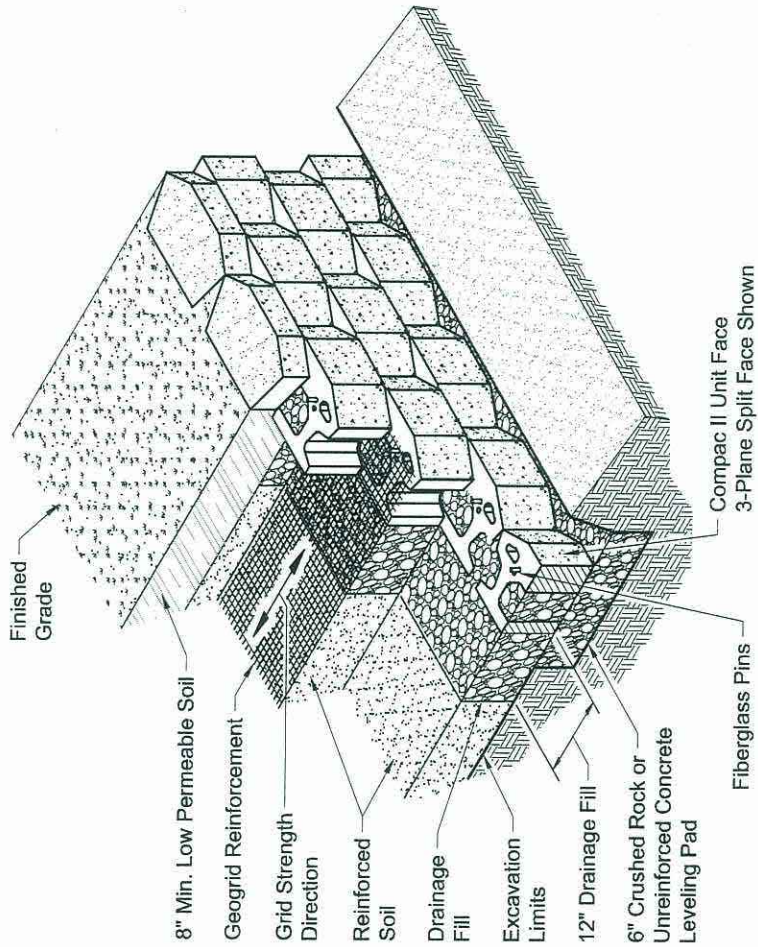 Finished
Grade
8" Min. Low Permeable Soil
Geogrid Reinforcement
Grid Strength
Direction
Reinforced
Soil
Drainage
Fill
Excavation
Limits
12" Drainage Fill
6" Crushed Rock or
Unreinforced Concrete
Leveling Pad
Fiberglass Pins
Compac II Unit Face
3-Plane Split Face Shown